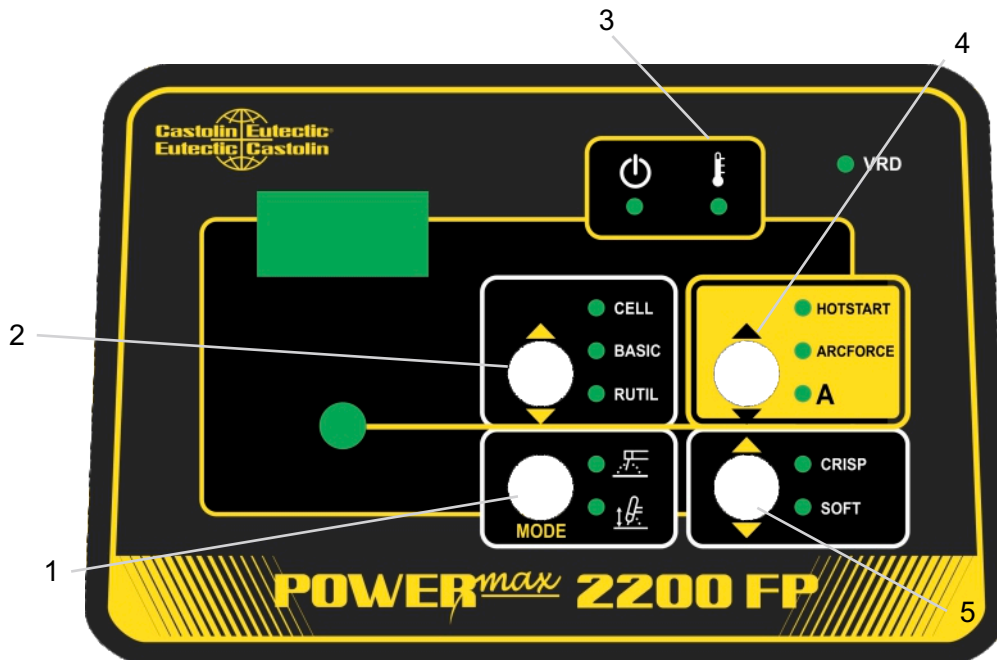 3
4
Castolin Eutectic
Eutectic Castolin
VRD
2
CELL
BASIC
RUTIL
HOTSTART
ARCFORCE
A
MODE
CRISP
SOFT
1
POWERmax 2200 FP
5